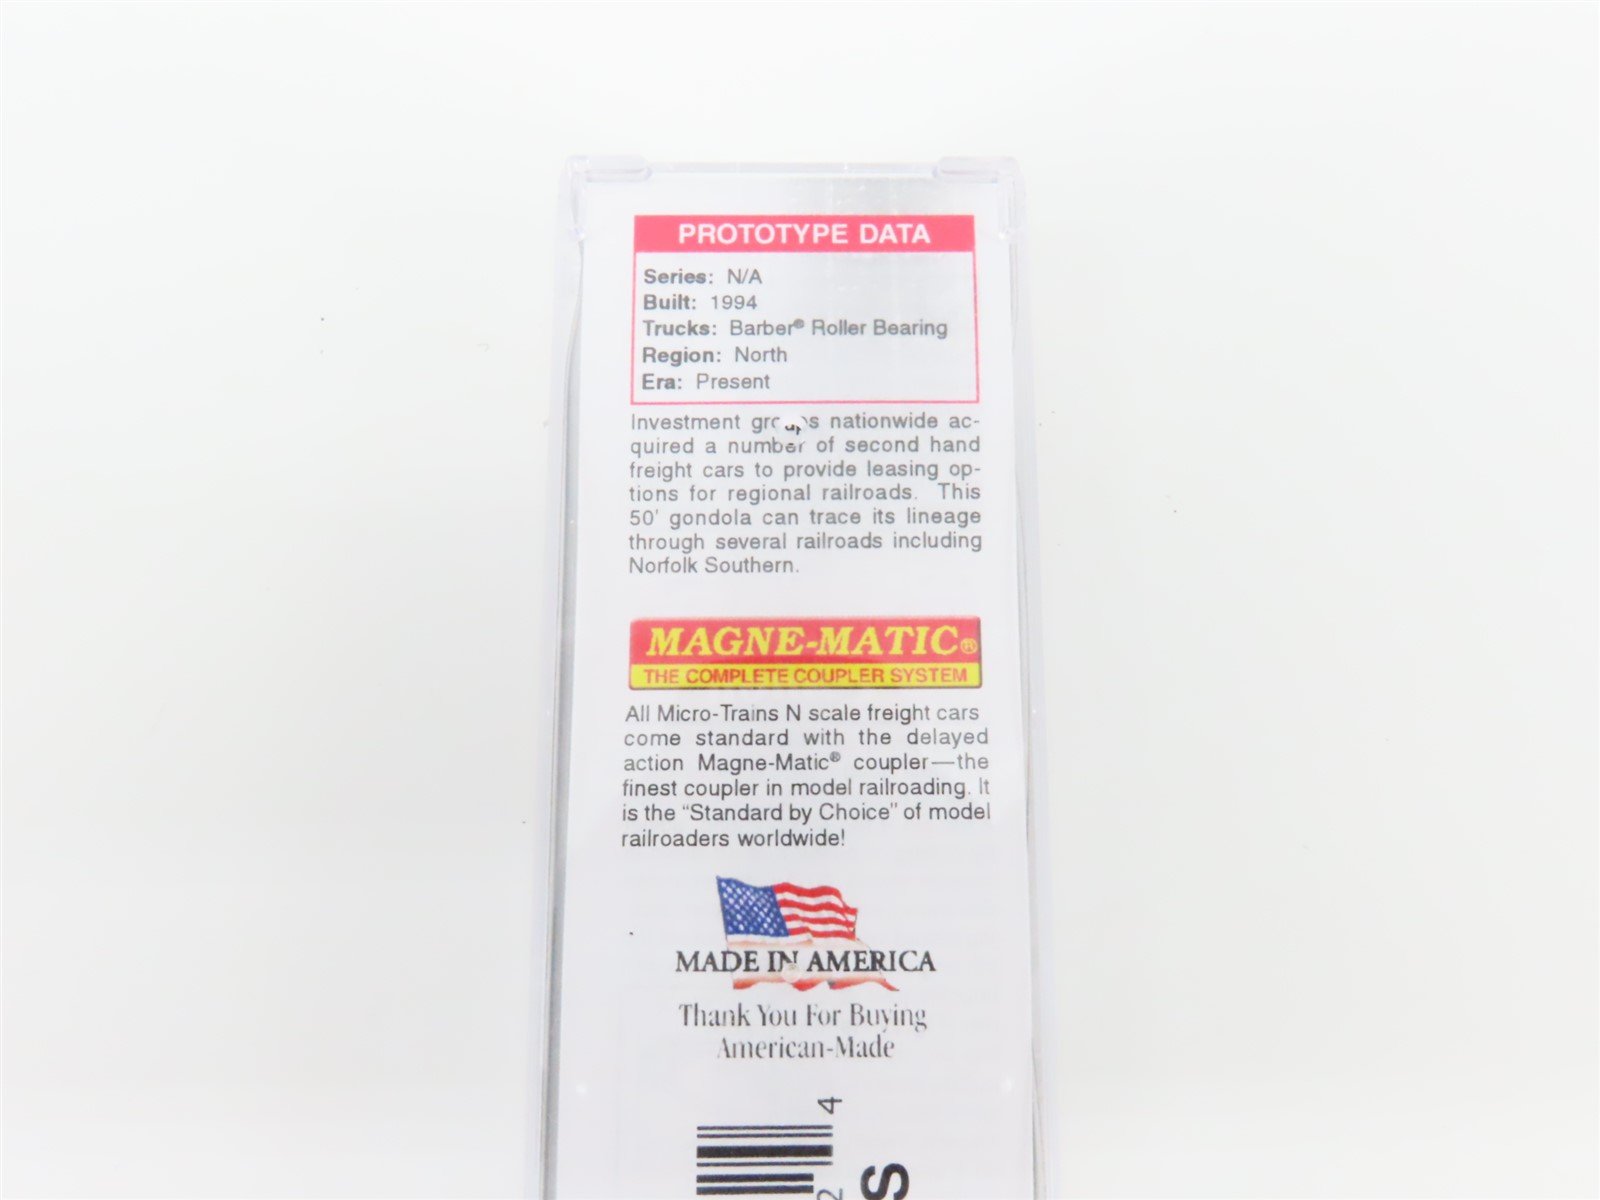 PROTOTYPE DATA
Series: N/A
Built: 1994
Trucks: Barber® Roller Bearing
Region: North
Era: Present
Investment groups nationwide ac-
quired a number of second hand
freight cars to provide leasing op-
tions for regional railroads. This
50' gondola can trace its lineage
through several railroads including
Norfolk Southern.
MAGNE-MATIC®
THE COMPLETE COUPLER SYSTEM
All Micro-Trains N scale freight cars
come standard with the delayed
action Magne-Matic® coupler—the
finest coupler in model railroading. It
is the "Standard by Choice" of model
railroaders worldwide!
MADE IN AMERICA
Thank You For Buying
American-Made
4
2
S